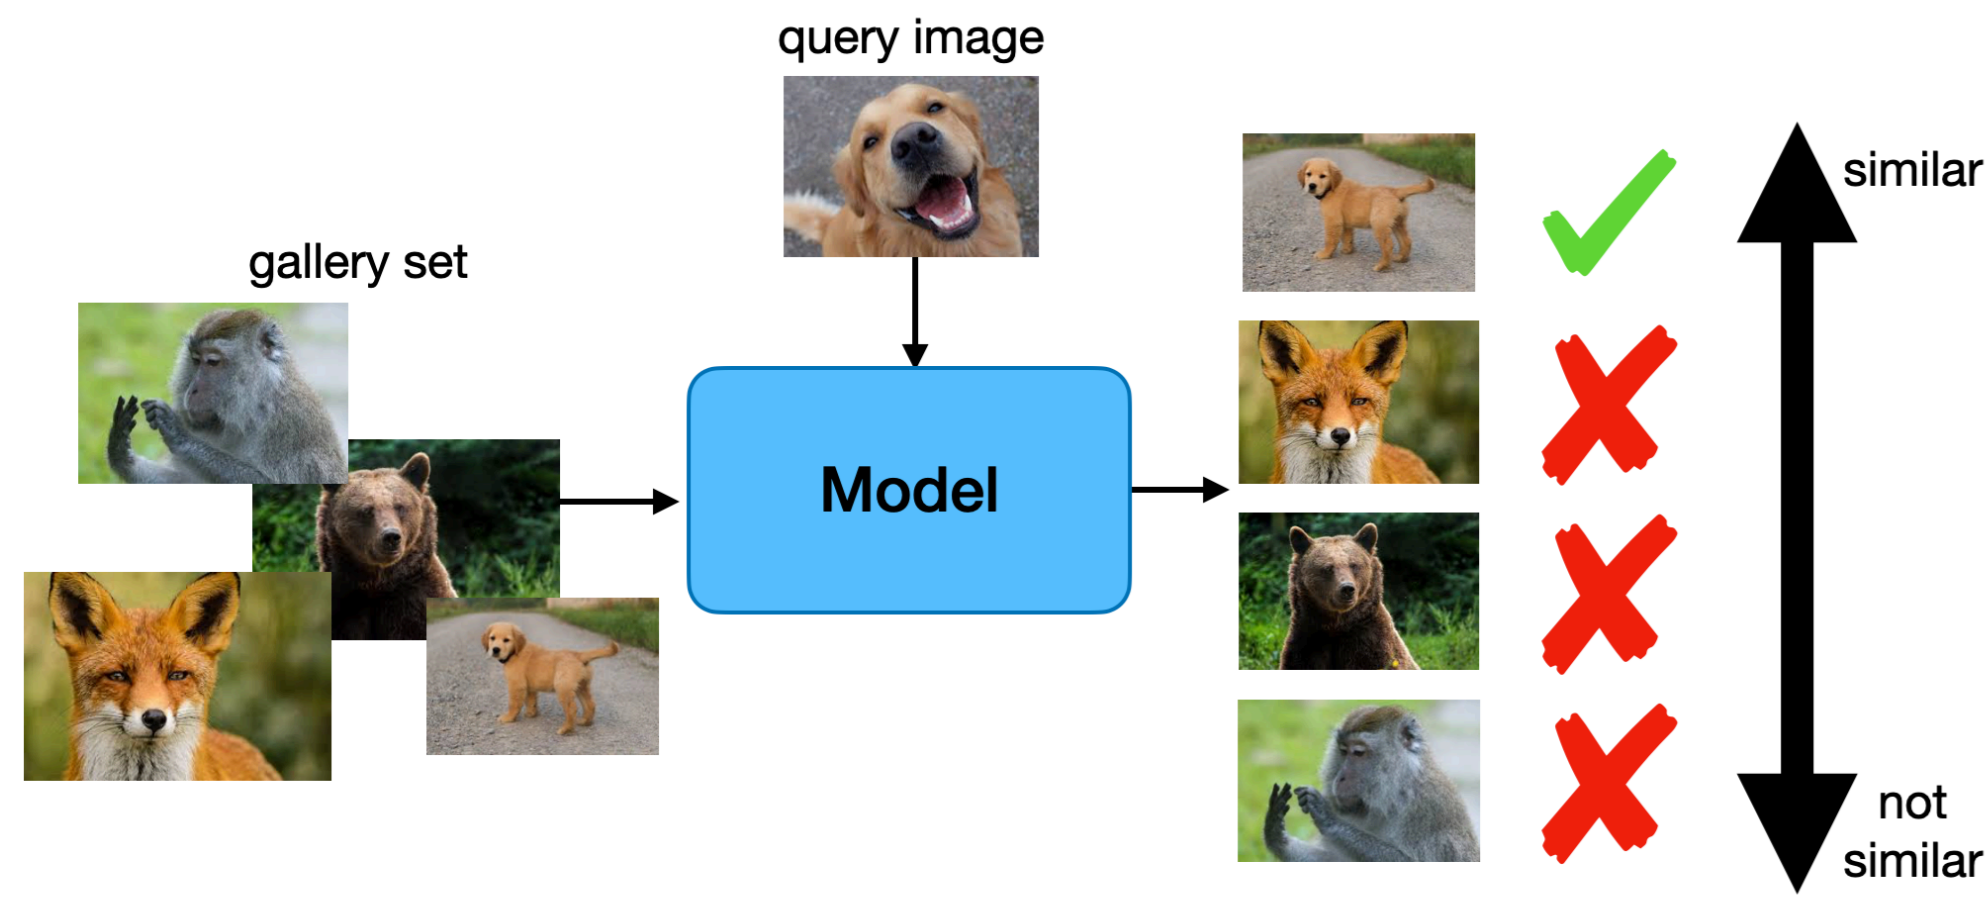 query image
gallery set
Model
similar
not
similar